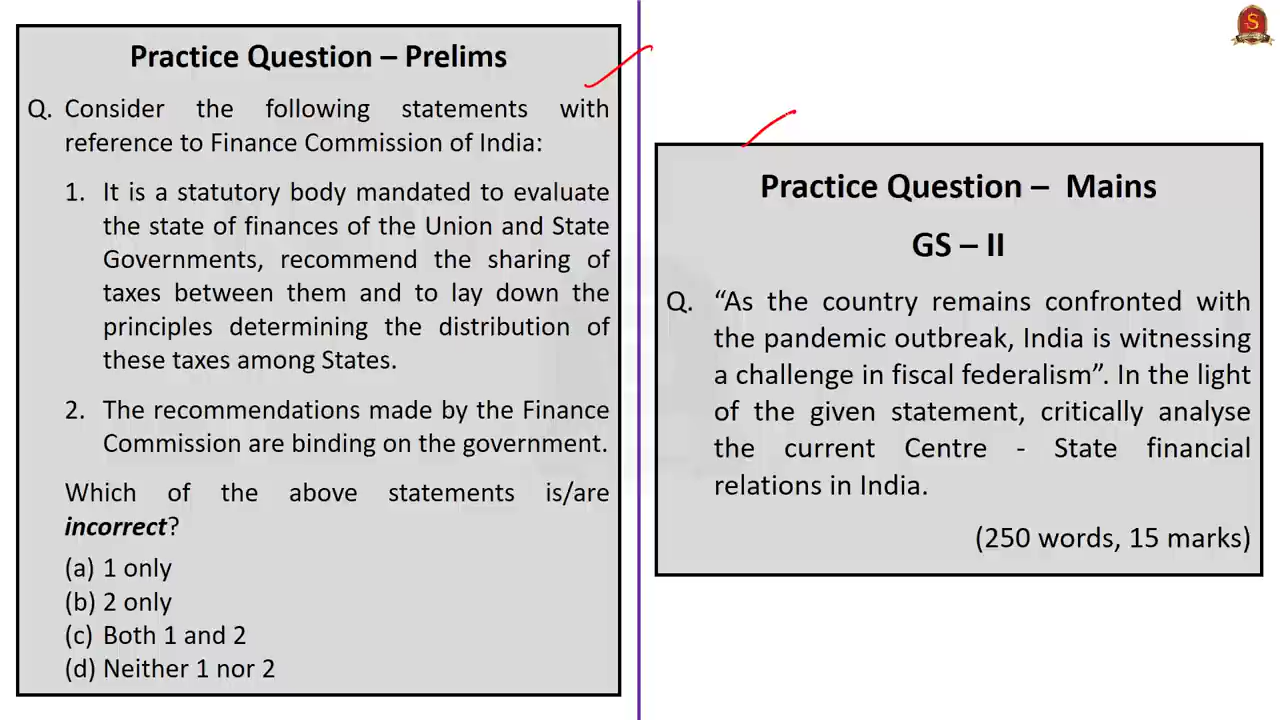 Practice Question – Prelims
Q. Consider the following statements with
reference to Finance Commission of India:
1. It is a statutory body mandated to evaluate
the state of finances of the Union and State
Governments, recommend the sharing of
taxes between them and to lay down the
principles determining the distribution of
these taxes among States.
2. The recommendations made by the Finance
Commission are binding on the government.
Which of the above statements is/are
incorrect?
(a) 1 only
(b) 2 only
(c) Both 1 and 2
(d) Neither 1 nor 2
Practice Question – Mains
GS – II
Q. “As the country remains confronted with
the pandemic outbreak, India is witnessing
a challenge in fiscal federalism”. In the light
of the given statement, critically analyse
the current Centre - State financial
relations in India.
(250 words, 15 marks)